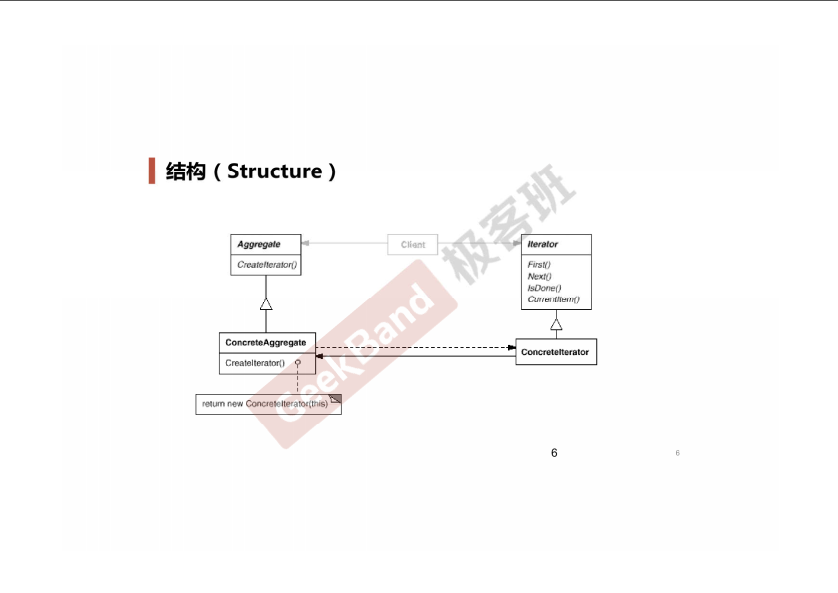 结构（Structure）
Aggregate
CreateIterator()
Client
Iterator
First()
Next()
IsDone()
CurrentItem()
ConcreteAggregate
CreateIterator()
ConcreteIterator
return new ConcreteIterator(this)
GeekBand 极客班
6
6